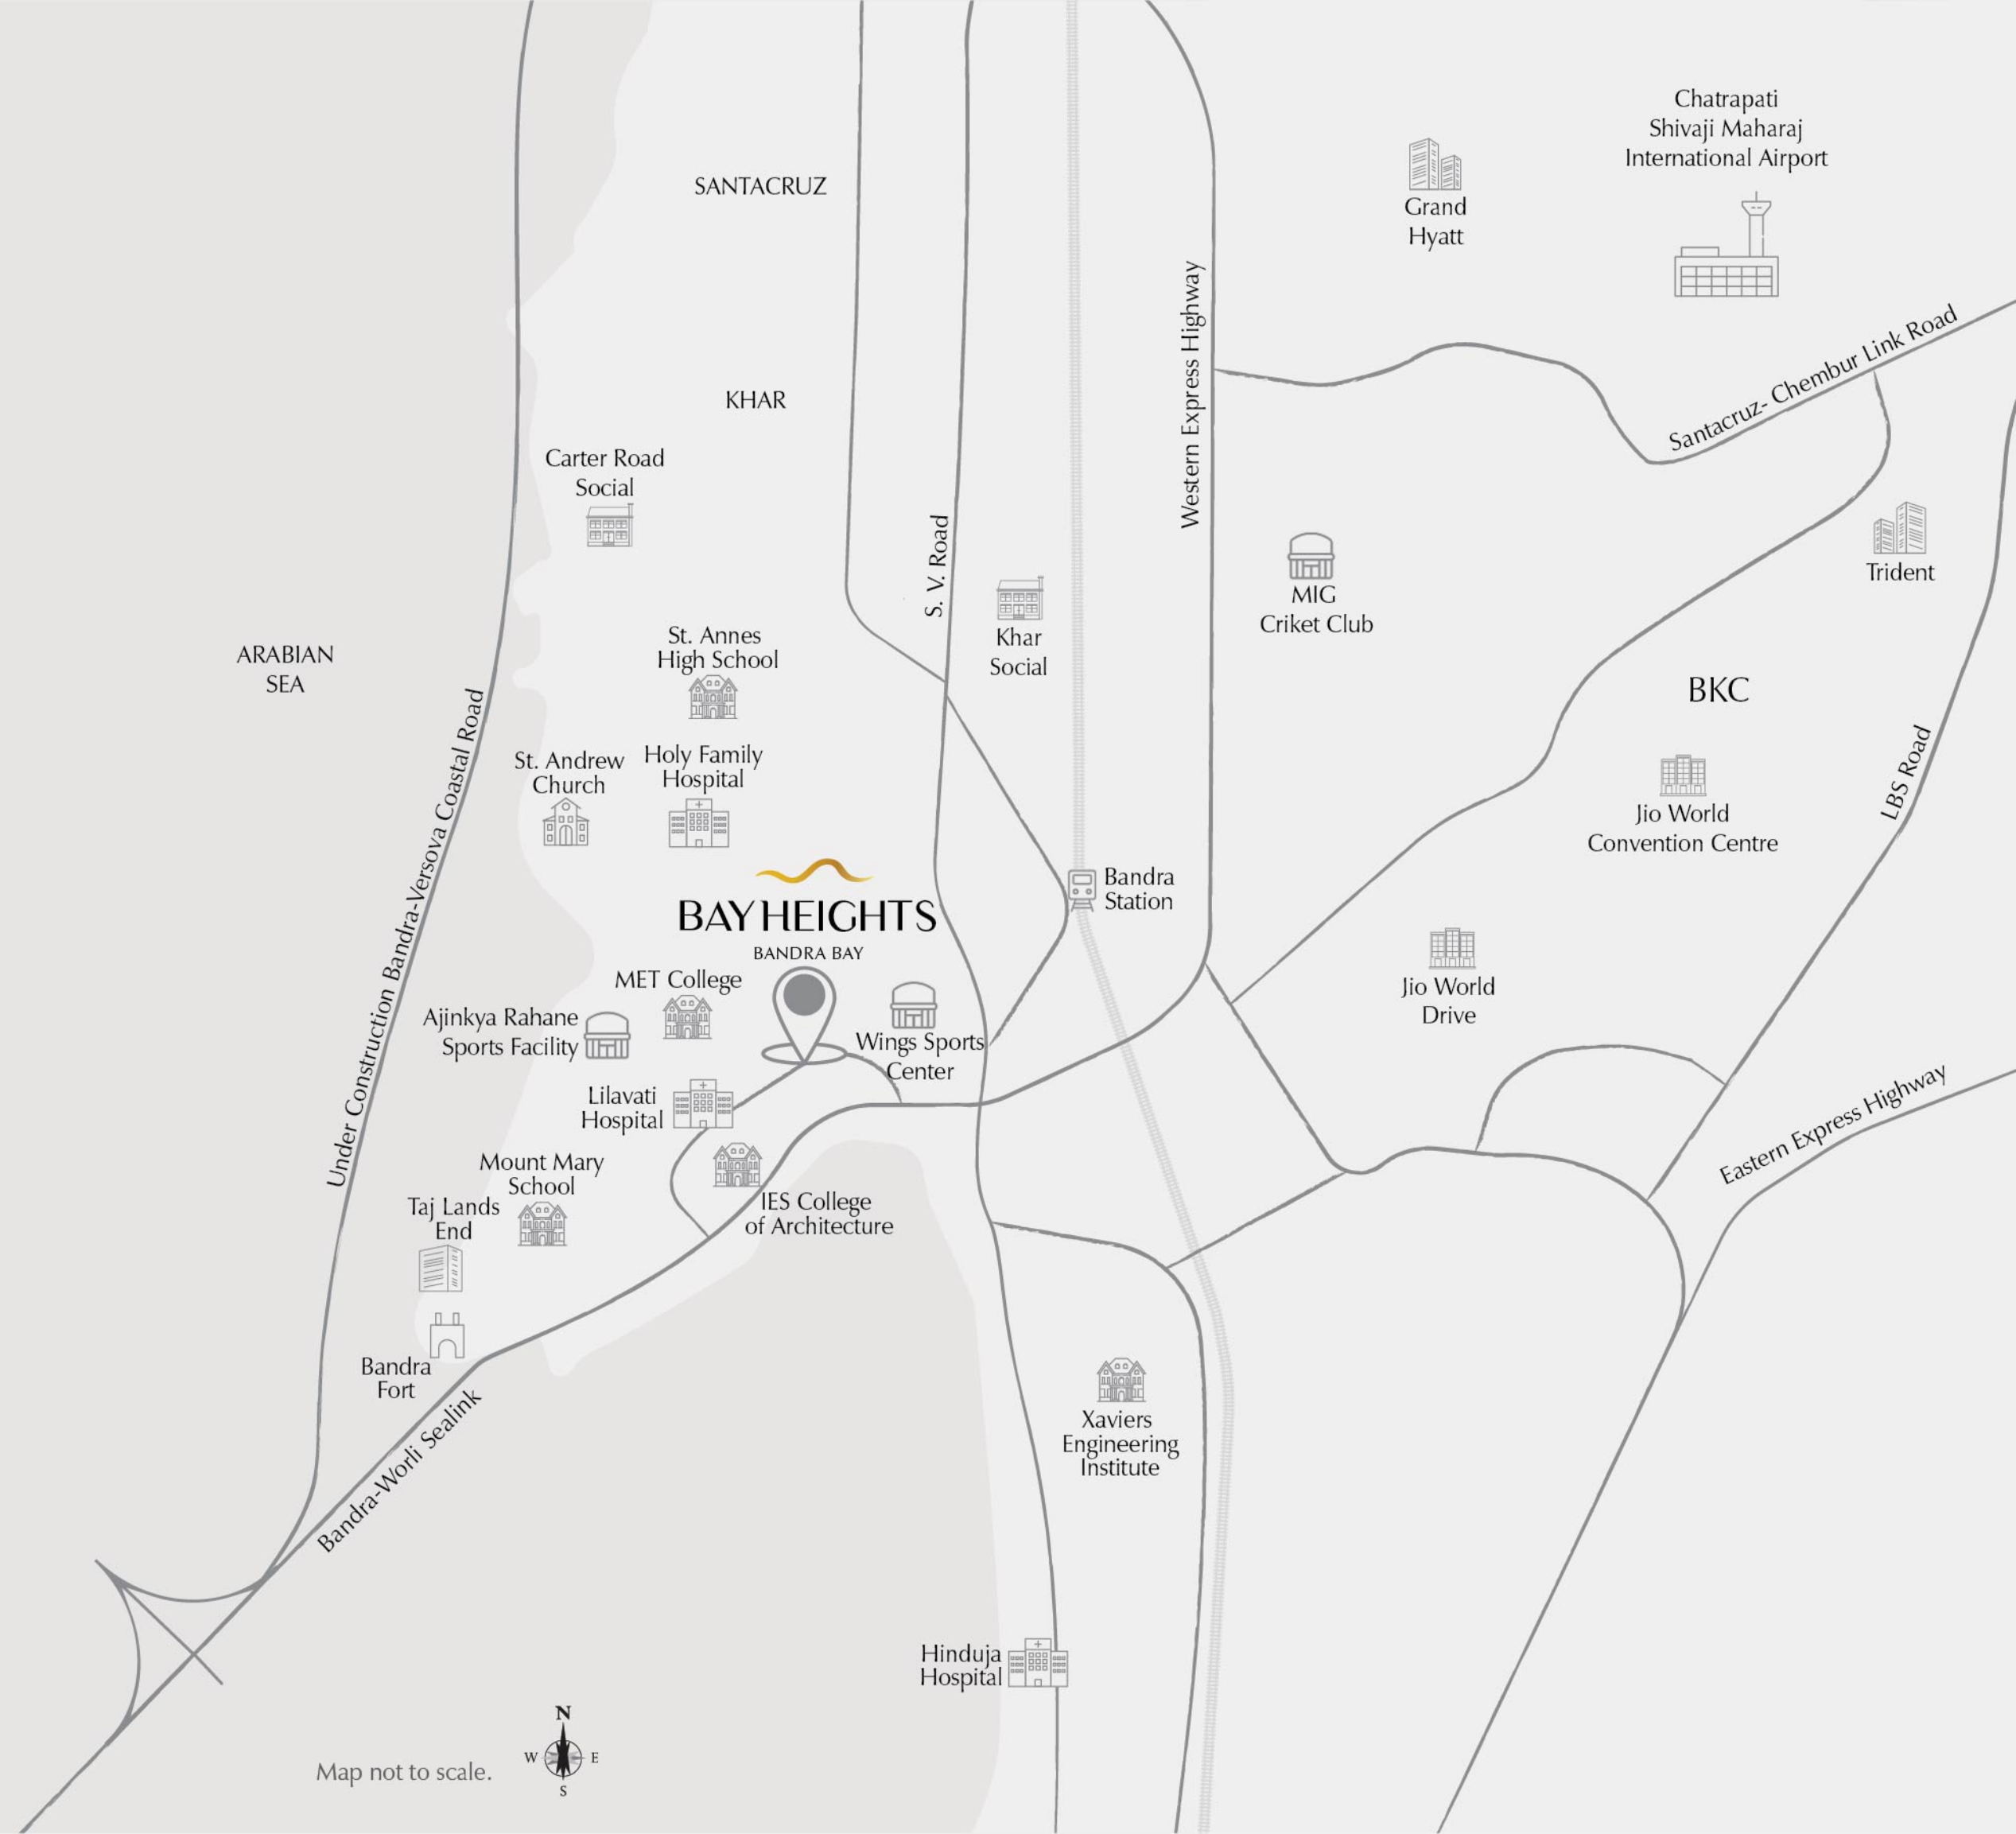 Chatrapati
Shivaji Maharaj
International Airport
Grand
Hyatt
SANTACRUZ
Western Express Highway
Santacruz- Chembur Link Road
KHAR
Carter Road
Social
S. V. Road
Trident
MIG
Criket Club
Khar
Social
St. Annes
High School
ARABIAN
SEA
BKC
Under Construction Bandra-Versova Coastal Road
St. Andrew
Church
Holy Family
Hospital
LBS Road
Jio World
Convention Centre
Bandra
Station
BAY HEIGHTS
BANDRA BAY
MET College
Jio World
Drive
Ajinkya Rahane
Sports Facility
Wings Sports
Center
Lilavati
Hospital
Eastern Express Highway
Mount Mary
School
Taj Lands
End
IES College
of Architecture
Bandra
Fort
Bandra-Worli Sealink
Xaviers
Engineering
Institute
Hinduja
Hospital
N
W E
S
Map not to scale.